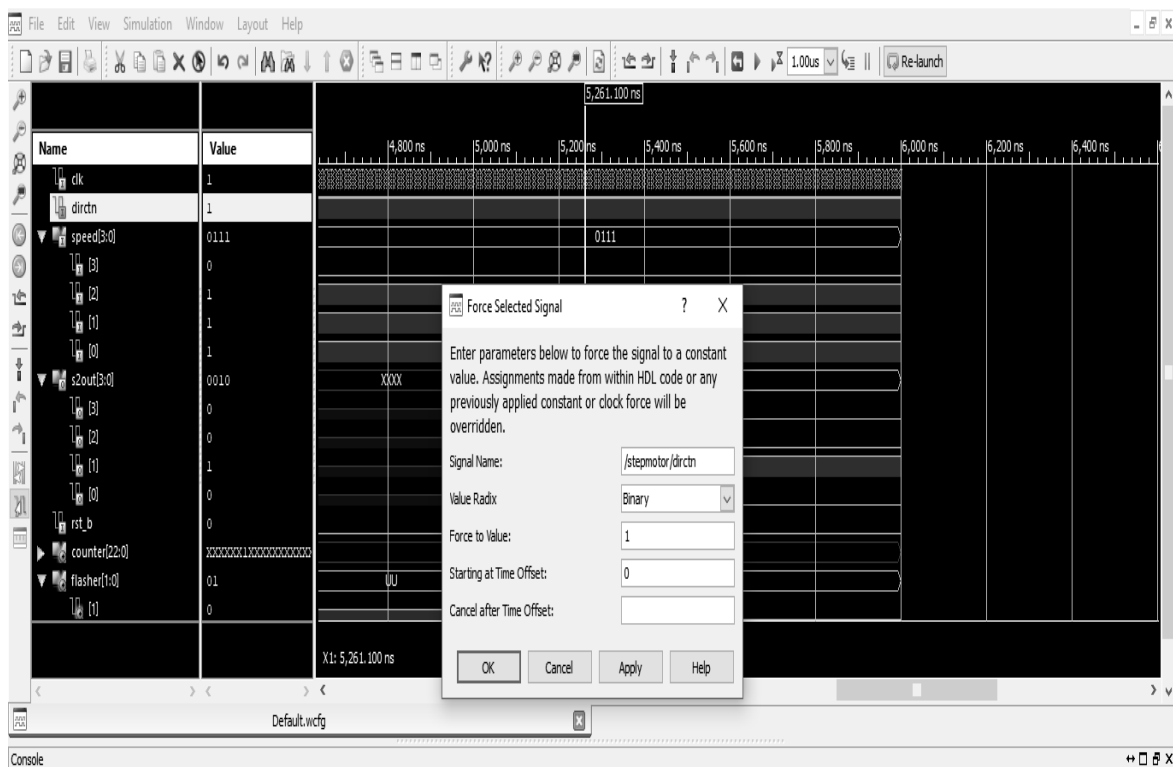 File Edit View Simulation Window Layout Help
1.00us Re-launch
5,261.100 ns
Name Value
4,800 ns 5,000 ns 5,200 ns 5,400 ns 5,600 ns 5,800 ns 6,000 ns 6,200 ns 6,400 ns
clk 1
dirctn 1
speed[3:0] 0111 0111
[3] 0
[2] 1
[1] 1
[0] 1
s2out[3:0] 0010 XXXX
[3] 0
[2] 0
[1] 1
[0] 0
rst_b 0
counter[22:0]
flasher[1:0] 01 UU
[1] 0
X1: 5,261.100 ns
Force Selected Signal ? X
Enter parameters below to force the signal to a constant
value. Assignments made from within HDL code or any
previously applied constant or clock force will be
overridden.
Signal Name: /stepmotor/dirctn
Value Radix Binary
Force to Value: 1
Starting at Time Offset: 0
Cancel after Time Offset:
OK Cancel Apply Help
Default.wcfg
Console